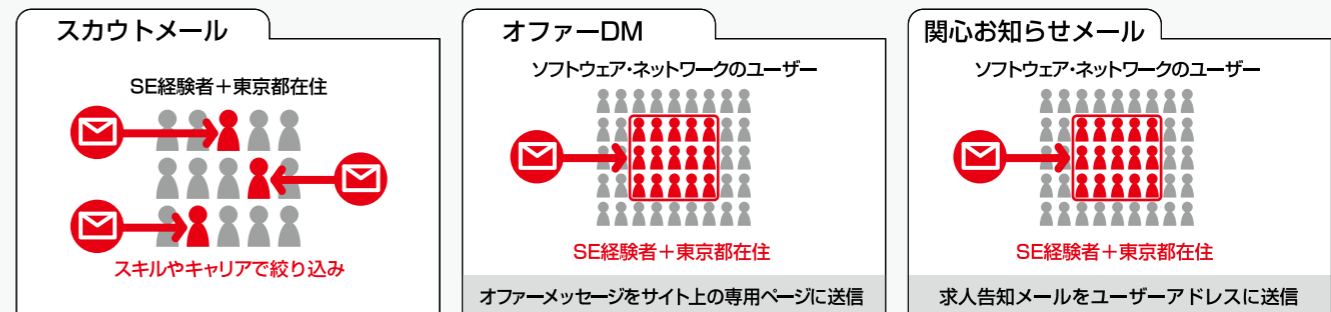 スカウトメール
SE経験者＋東京都在住
スキルやキャリアで絞り込み
オファーDM
ソフトウェア・ネットワークのユーザー
SE経験者＋東京都在住
オファーメッセージをサイト上の専用ページに送信
関心お知らせメール
ソフトウェア・ネットワークのユーザー
SE経験者＋東京都在住
求人告知メールをユーザーアドレスに送信